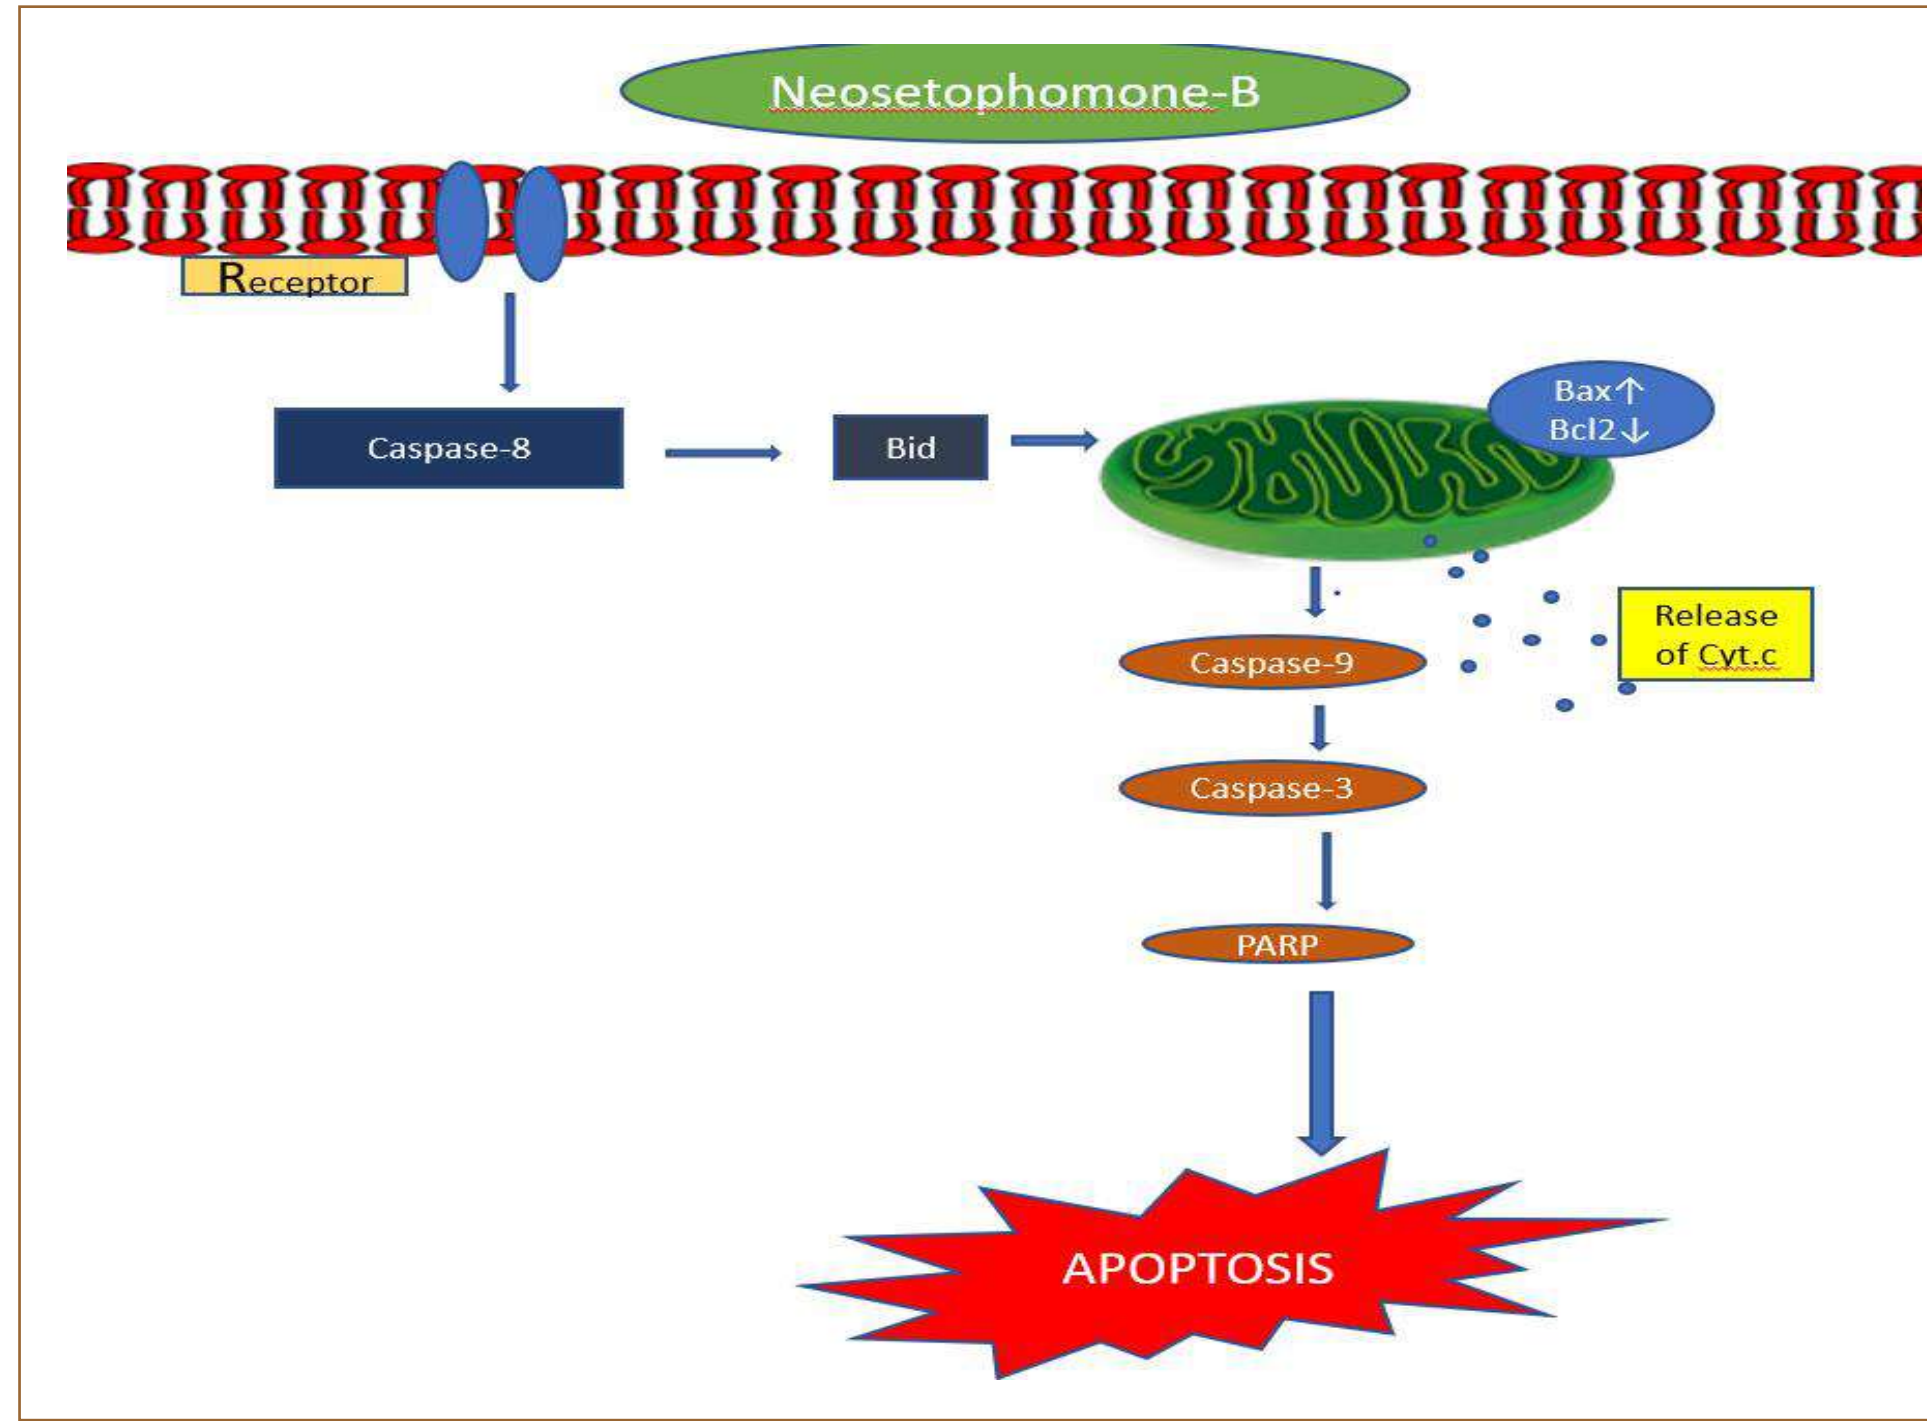 Neosetophomone-B
Receptor
Caspase-8
Bid
Bax↑
Bcl2↓
Release
of Cyt.c
Caspase-9
Caspase-3
PARP
APOPTOSIS